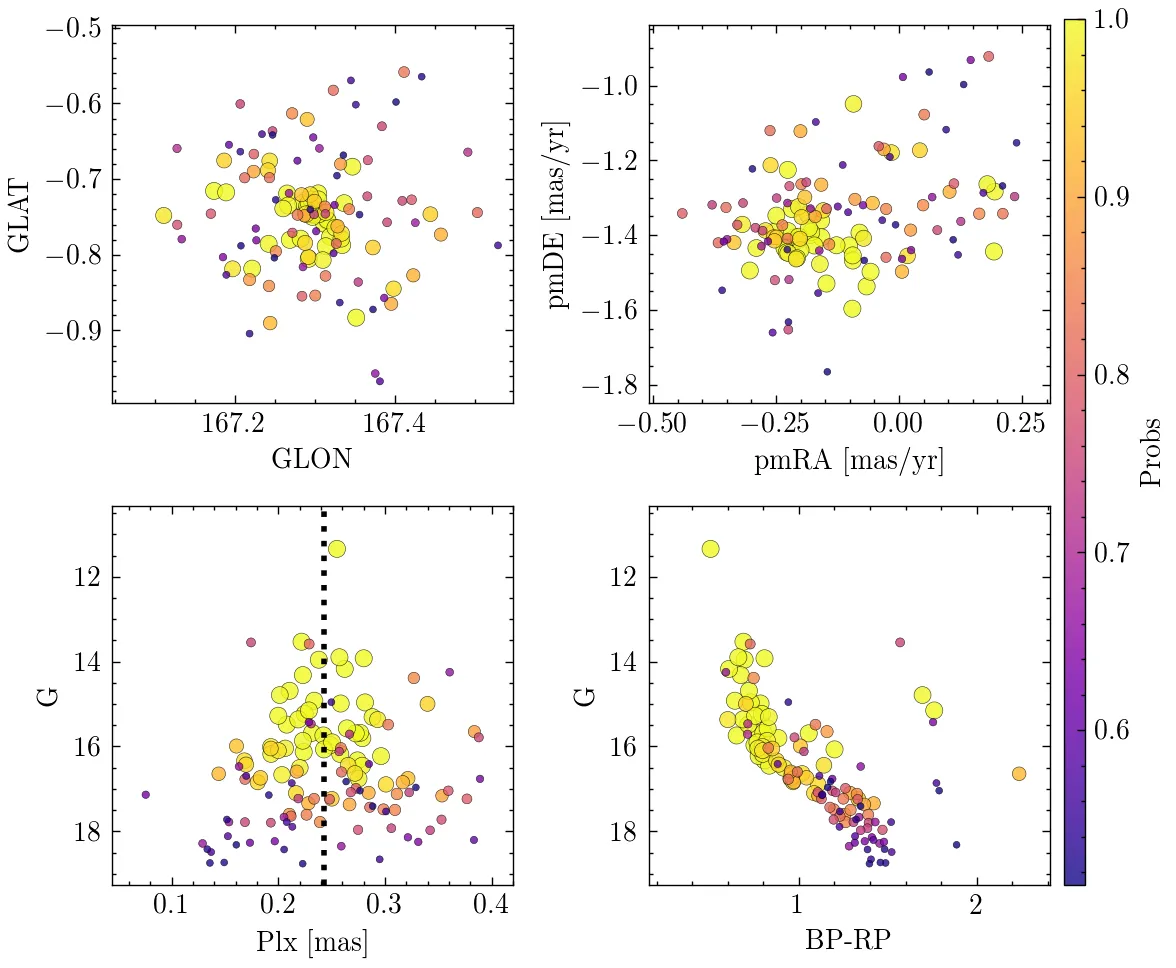 −0.5
−0.6
−0.7
−0.8
−0.9
GLAT
167.2 167.4
GLON
−1.0
−1.2
−1.4
−1.6
−1.8
pmDE [mas/yr]
−0.50 −0.25 0.00 0.25
pmRA [mas/yr]
1.0
0.9
0.8
0.7
0.6
Probs
12
14
16
18
G
0.1 0.2 0.3 0.4
Plx [mas]
12
14
16
18
G
1 2
BP-RP